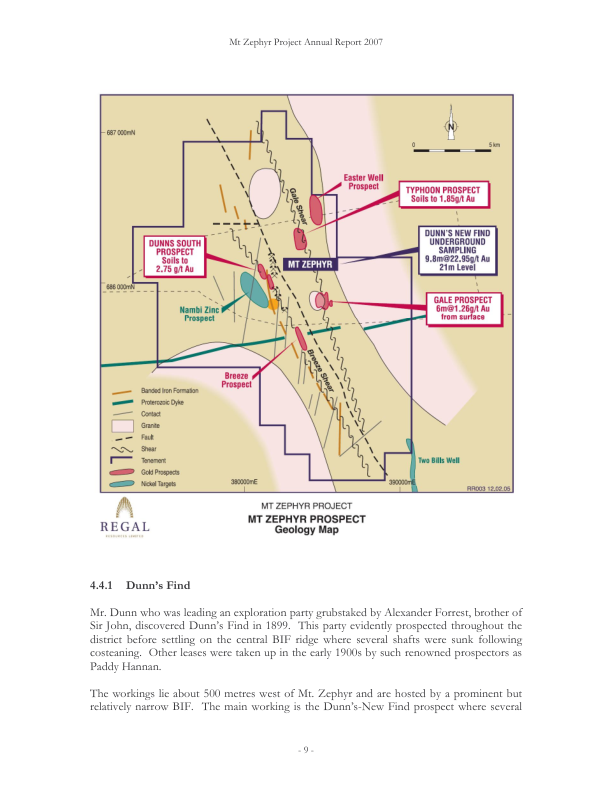 Mt Zephyr Project Annual Report 2007
687 000mN
N
0
5 km
Easter Well
Prospect
Gale Shear
TYPHOON PROSPECT
Soils to 1.85g/t Au
DUNNS SOUTH
PROSPECT
Soils to
2.75 g/t Au
DUNN'S NEW FIND
UNDERGROUND
SAMPLING
9.8m@22.95g/t Au
21m Level
MT ZEPHYR
686 000mN
GALE PROSPECT
6m@1.26g/t Au
from surface
Nambi Zinc
Prospect
Breeze Shear
Breeze
Prospect
Banded Iron Formation
Proterozoic Dyke
Contact
Granite
Fault
Shear
Tenement
Gold Prospects
Nickel Targets
Two Bills Well
380000mE
390000mE
RR003 12.02.05
REGAL
MT ZEPHYR PROJECT
MT ZEPHYR PROSPECT
Geology Map
4.4.1 Dunn's Find
Mr. Dunn who was leading an exploration party grubstaked by Alexander Forrest, brother of
Sir John, discovered Dunn's Find in 1899. This party evidently prospected throughout the
district before settling on the central BIF ridge where several shafts were sunk following
costeaning. Other leases were taken up in the early 1900s by such renowned prospectors as
Paddy Hannan.
The workings lie about 500 metres west of Mt. Zephyr and are hosted by a prominent but
relatively narrow BIF. The main working is the Dunn's-New Find prospect where several
- 9 -